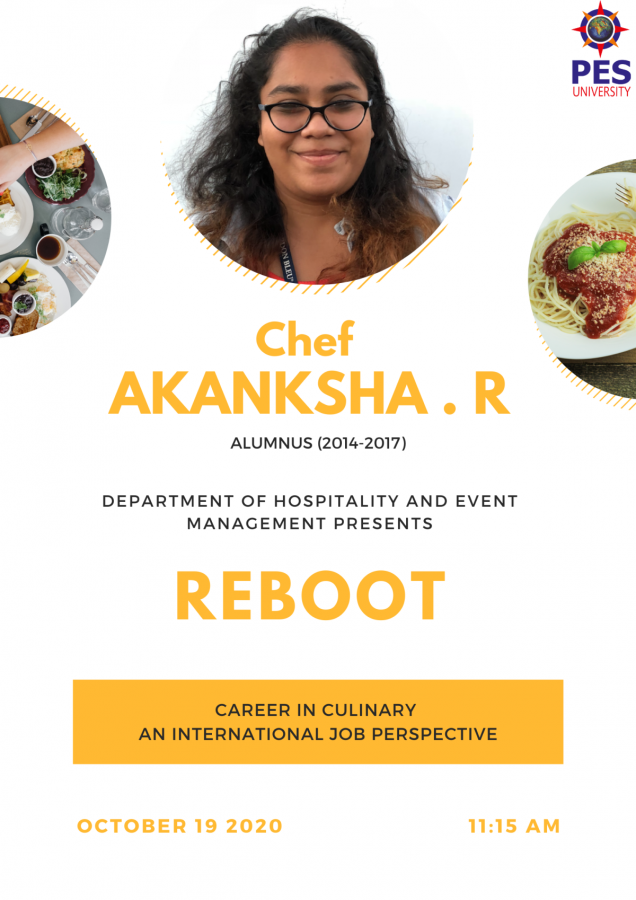 PES
UNIVERSITY
Chef
AKANKSHA . R
ALUMNUS (2014-2017)
DEPARTMENT OF HOSPITALITY AND EVENT
MANAGEMENT PRESENTS
REBOOT
CAREER IN CULINARY
AN INTERNATIONAL JOB PERSPECTIVE
OCTOBER 19 2020
11:15 AM